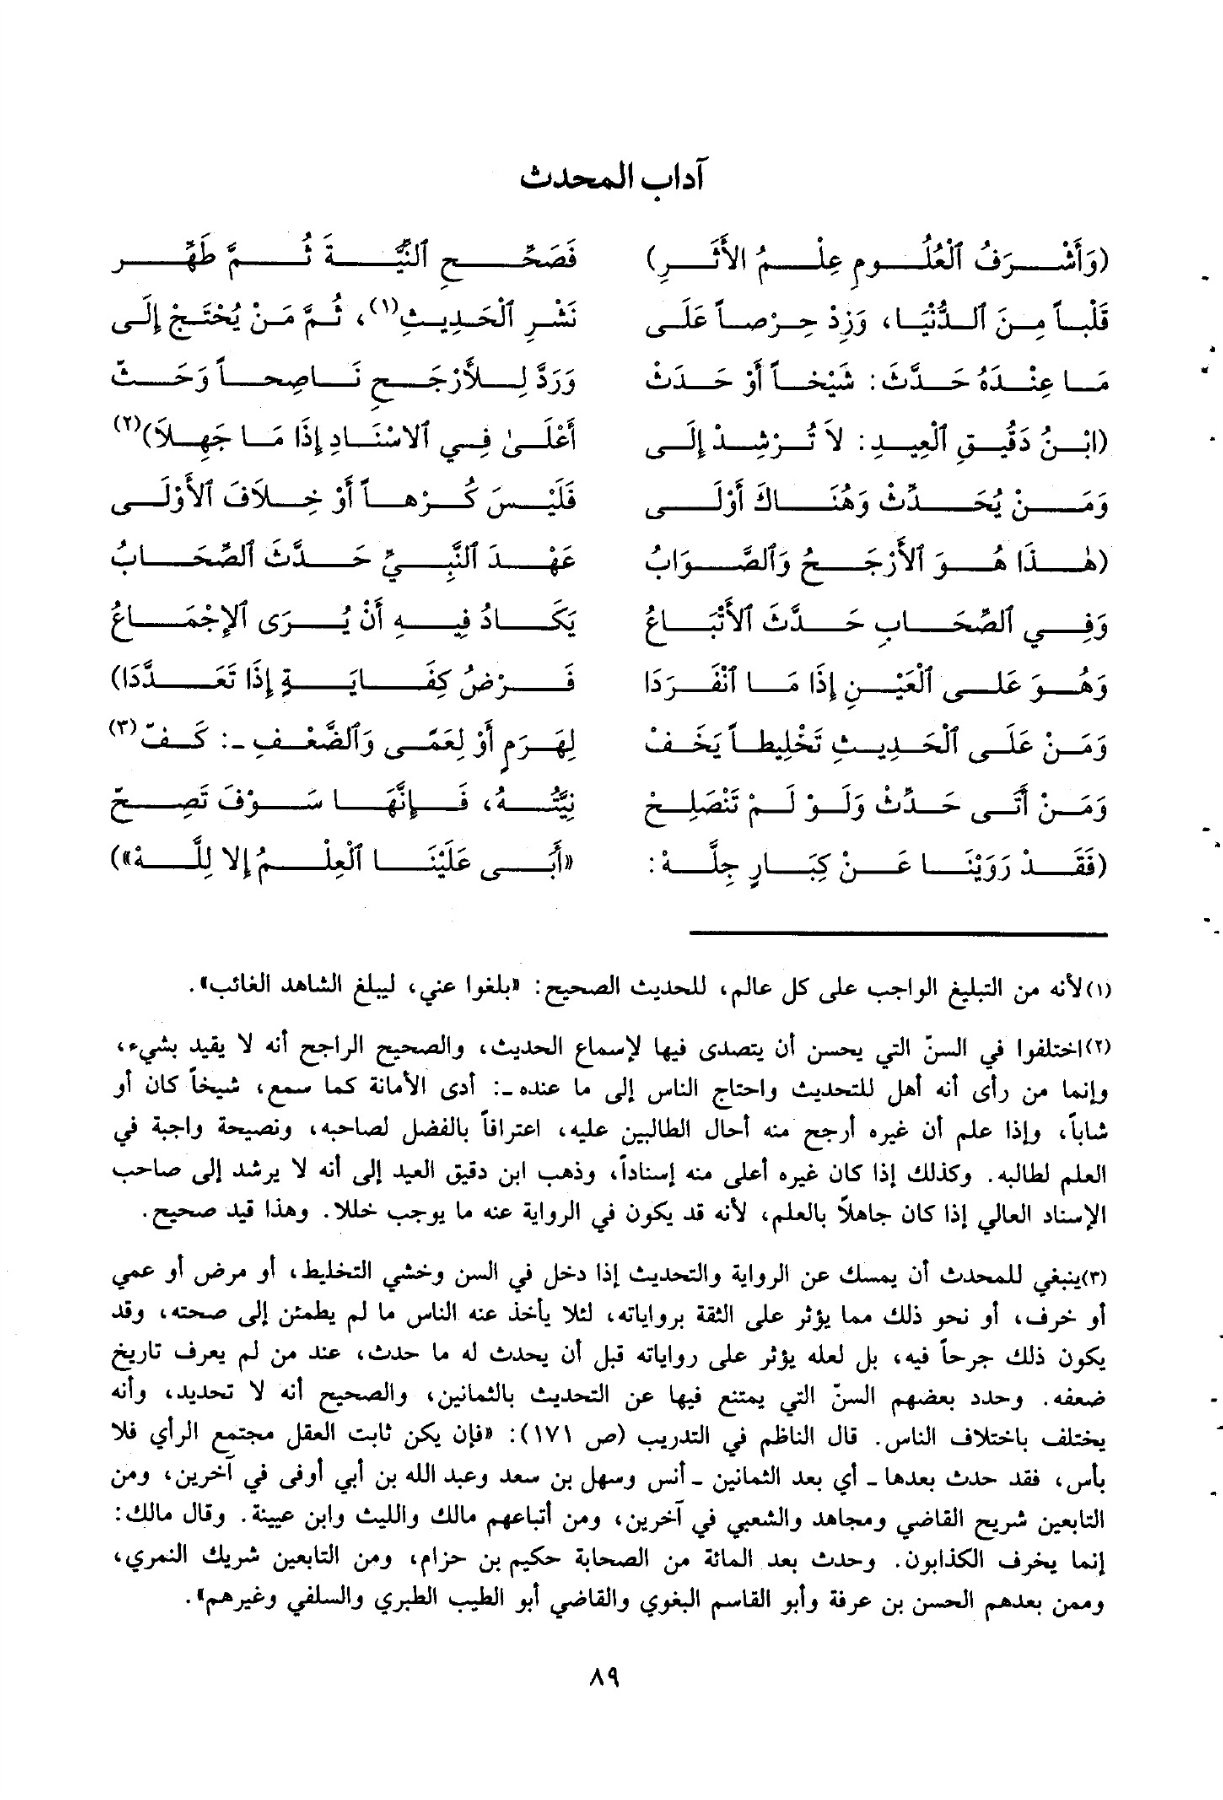 آداب المحدث
(وَأَشْرَفُ ٱلْعُلُومِ عِلْمُ الأَثَرِ) فَصَحِّحِ ٱلنِّيَّةَ ثُمَّ طَهِّرِ
قَلْباً مِنَ ٱلدُّنْيَا، وَزِدْ حِرْصاً عَلَى نَشْرِ ٱلْحَدِيثِ(١)، ثُمَّ مَنْ يُحْتَجْ إِلَى
مَا عِنْدَهُ حَدَّثَ: شَيْخاً أَوْ حَدَثْ وَرَدَّ لِلأَرْجَحِ نَاصِحاً وَحَثّ
(ابْنُ دَقُيقِ ٱلْعِيدِ: لاَ تُرْشِدْ إِلَى أَعْلَىٰ فِي ٱلاسْنَادِ إِذَا مَا جَهِلاَ)(٢)
وَمَنْ يُحَدِّثْ وَهُنَاكَ أَوْلَى فَلَيْسَ كُرْهاً أَوْ خِلاَفَ ٱلأَوْلَى
(هٰذَا هُوَ ٱلأَرْجَحُ وَٱلصَّوَابُ عَهْدَ ٱلنَّبِيِّ حَدَّثَ ٱلصِّحَابُ
وَفِي ٱلصِّحَابِ حَدَّثَ ٱلأَتْبَاعُ يَكَادُ فِيهِ أَنْ يُرَى ٱلإِجْمَاعُ
وَهُوَ عَلَى ٱلْعَيْنِ إِذَا مَا ٱنْفَرَدَا فَرْضُ كِفَايَةٍ إِذَا تَعَدَّدَا)
وَمَنْ عَلَى ٱلْحَدِيثِ تَخْلِيطاً يَخَفْ لِهَرَمٍ أَوْ لِعَمًى وَٱلضَّعْفِ ـ: كَفّ(٣)
وَمَنْ أَتَى حَدِّثْ وَلَوْ لَمْ تَنْصَلِحْ نِيَّتُهُ، فَإِنَّهَا سَوْفَ تَصِحّ
(فَقَدْ رَوَيْنَا عَنْ كِبَارٍ جِلَّهْ: «أَبَى عَلَيْنَا ٱلْعِلْمُ إِلا لِلَّهْ»)
(١)لأنه من التبليغ الواجب على كل عالم، للحديث الصحيح: «بلغوا عني، ليبلغ الشاهد الغائب».
(٢)اختلفوا في السنّ التي يحسن أن يتصدى فيها لإسماع الحديث، والصحيح الراجح أنه لا يقيد بشيء،
وإنما من رأى أنه أهل للتحديث واحتاج الناس إلى ما عنده ـ: أدى الأمانة كما سمع، شيخاً كان أو
شاباً، وإذا علم أن غيره أرجح منه أحال الطالبين عليه، اعترافاً بالفضل لصاحبه، ونصيحة واجبة في
العلم لطالبه. وكذلك إذا كان غيره أعلى منه إسناداً، وذهب ابن دقيق العيد إلى أنه لا يرشد إلى صاحب
الإسناد العالي إذا كان جاهلاً بالعلم، لأنه قد يكون في الرواية عنه ما يوجب خللا. وهذا قيد صحيح.
(٣)ينبغي للمحدث أن يمسك عن الرواية والتحديث إذا دخل في السن وخشي التخليط، أو مرض أو عمي
أو خرف، أو نحو ذلك مما يؤثر على الثقة برواياته، لئلا يأخذ عنه الناس ما لم يطمئن إلى صحته، وقد
يكون ذلك جرحاً فيه، بل لعله يؤثر على رواياته قبل أن يحدث له ما حدث، عند من لم يعرف تاريخ
ضعفه. وحدد بعضهم السنّ التي يمتنع فيها عن التحديث بالثمانين، والصحيح أنه لا تحديد، وأنه
يختلف باختلاف الناس. قال الناظم في التدريب (ص ١٧١): «فإن يكن ثابت العقل مجتمع الرأي فلا
بأس، فقد حدث بعدها ـ أي بعد الثمانين ـ أنس وسهل بن سعد وعبد الله بن أبي أوفى في آخرين، ومن
التابعين شريح القاضي ومجاهد والشعبي في آخرين، ومن أتباعهم مالك والليث وابن عيينة. وقال مالك:
إنما يخرف الكذابون. وحدث بعد المائة من الصحابة حكيم بن حزام، ومن التابعين شريك النمري،
وممن بعدهم الحسن بن عرفة وأبو القاسم البغوي والقاضي أبو الطيب الطبري والسلفي وغيرهم».
٨٩